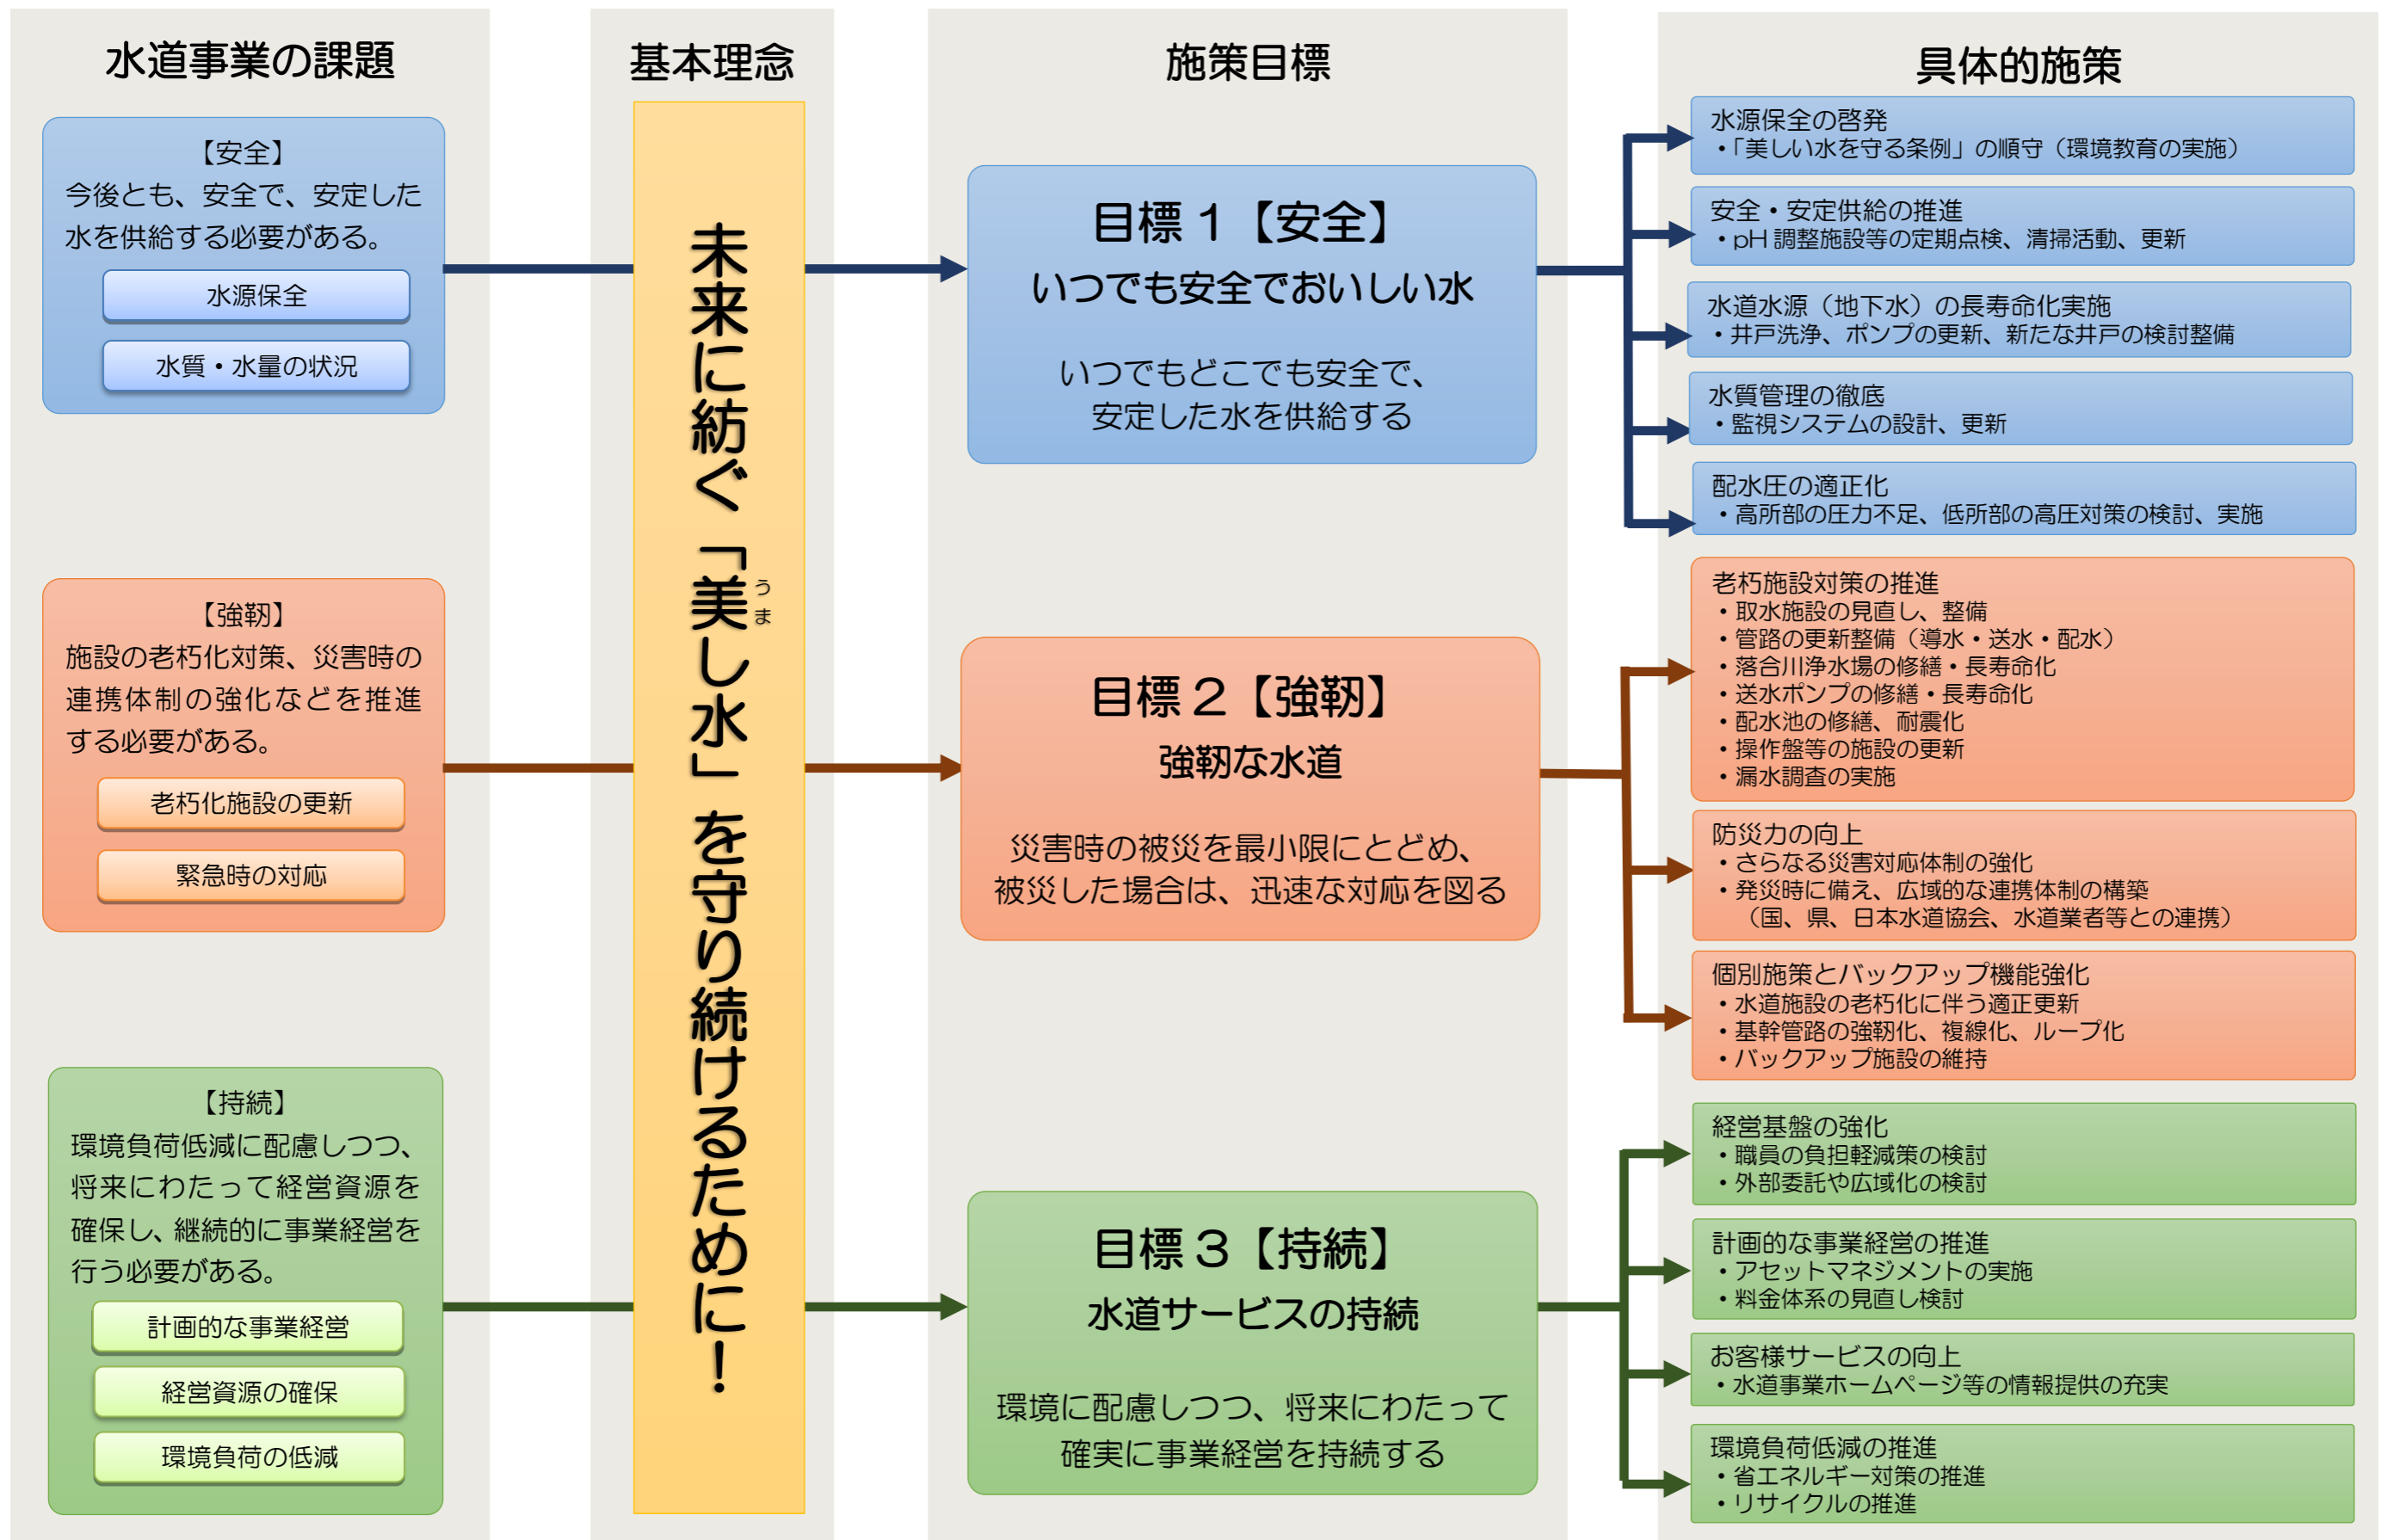 水道事業の課題
【安全】
今後とも、安全で、安定した
水を供給する必要がある。
水源保全
水質・水量の状況
【強靭】
施設の老朽化対策、災害時の
連携体制の強化などを推進
する必要がある。
老朽化施設の更新
緊急時の対応
【持続】
環境負荷低減に配慮しつつ、
将来にわたって経営資源を
確保し、継続的に事業経営を
行う必要がある。
計画的な事業経営
経営資源の確保
環境負荷の低減
基本理念
未来に紡ぐ「美し水」を守り続けるために！
うま
施策目標
目標１【安全】
いつでも安全でおいしい水
いつでもどこでも安全で、
安定した水を供給する
目標２【強靭】
強靭な水道
災害時の被災を最小限にとどめ、
被災した場合は、迅速な対応を図る
目標３【持続】
水道サービスの持続
環境に配慮しつつ、将来にわたって
確実に事業経営を持続する
具体的施策
水源保全の啓発
・「美しい水を守る条例」の順守（環境教育の実施）
安全・安定供給の推進
・pH 調整施設等の定期点検、清掃活動、更新
水道水源（地下水）の長寿命化実施
・井戸洗浄、ポンプの更新、新たな井戸の検討整備
水質管理の徹底
・監視システムの設計、更新
配水圧の適正化
・高所部の圧力不足、低所部の高圧対策の検討、実施
老朽施設対策の推進
・取水施設の見直し、整備
・管路の更新整備（導水・送水・配水）
・落合川浄水場の修繕・長寿命化
・送水ポンプの修繕・長寿命化
・配水池の修繕、耐震化
・操作盤等の施設の更新
・漏水調査の実施
防災力の向上
・さらなる災害対応体制の強化
・発災時に備え、広域的な連携体制の構築
（国、県、日本水道協会、水道業者等との連携）
個別施策とバックアップ機能強化
・水道施設の老朽化に伴う適正更新
・基幹管路の強靭化、複線化、ループ化
・バックアップ施設の維持
経営基盤の強化
・職員の負担軽減策の検討
・外部委託や広域化の検討
計画的な事業経営の推進
・アセットマネジメントの実施
・料金体系の見直し検討
お客様サービスの向上
・水道事業ホームページ等の情報提供の充実
環境負荷低減の推進
・省エネルギー対策の推進
・リサイクルの推進